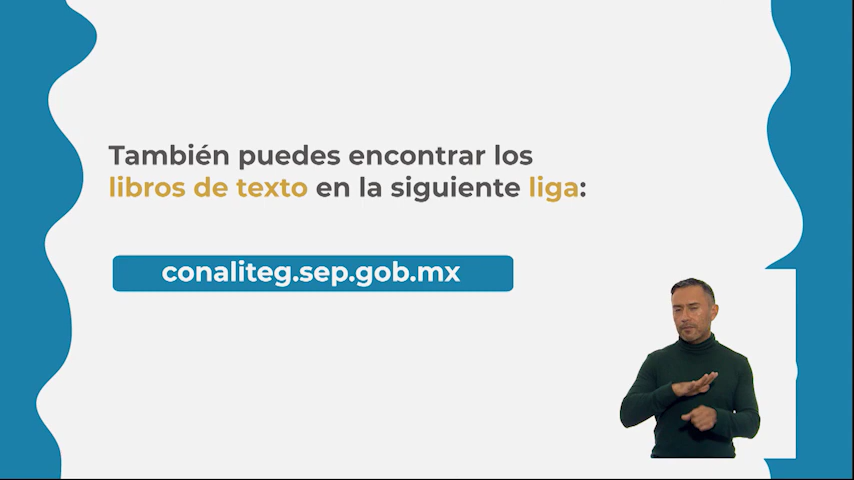 También puedes encontrar los
libros de texto en la siguiente liga:
conaliteg.sep.gob.mx